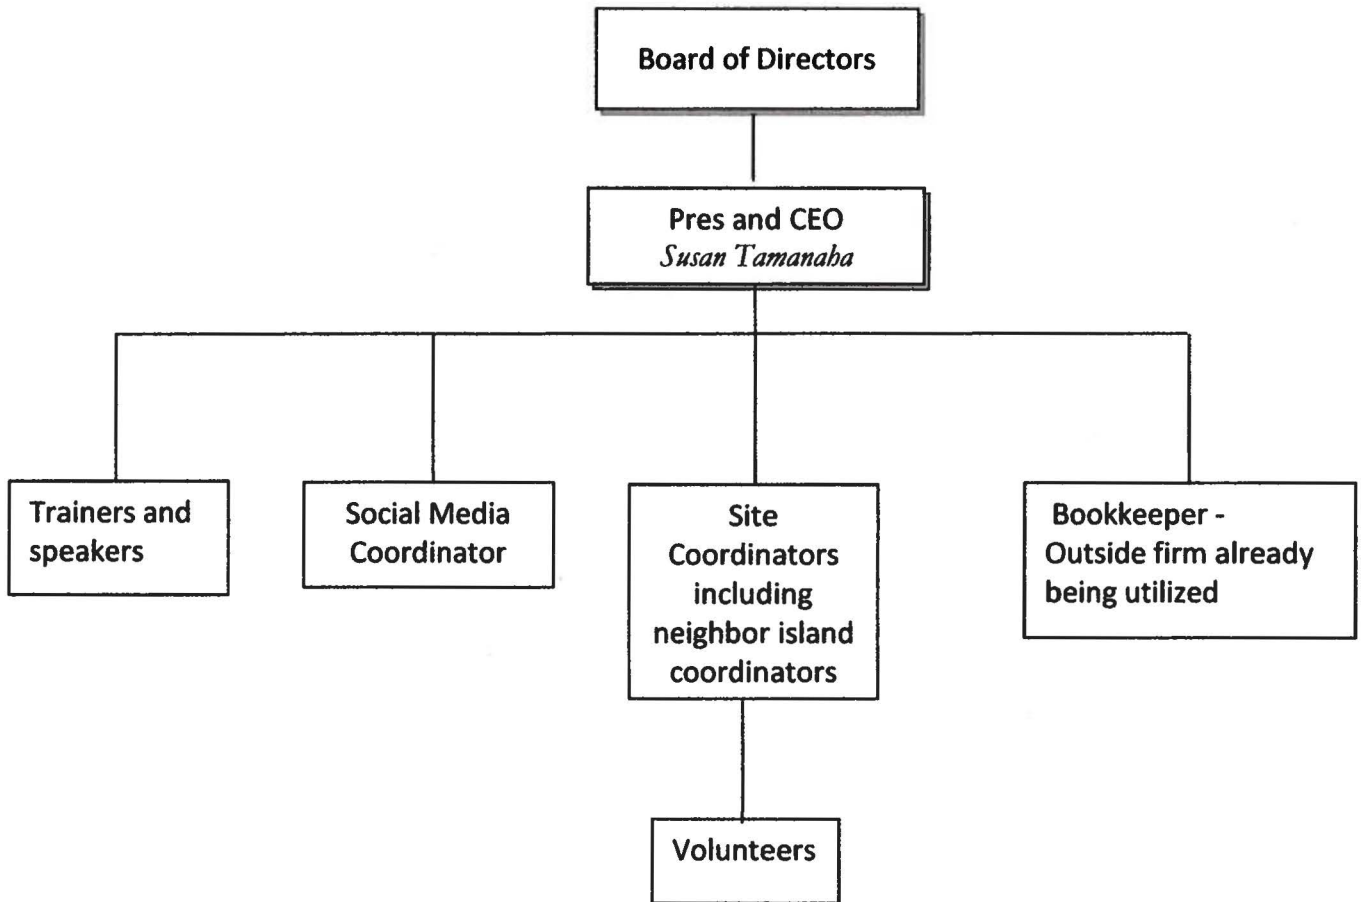 Board of Directors
Pres and CEO
Susan Tamanaha
Trainers and
speakers
Social Media
Coordinator
Site
Coordinators
including
neighbor island
coordinators
Bookkeeper -
Outside firm already
being utilized
Volunteers